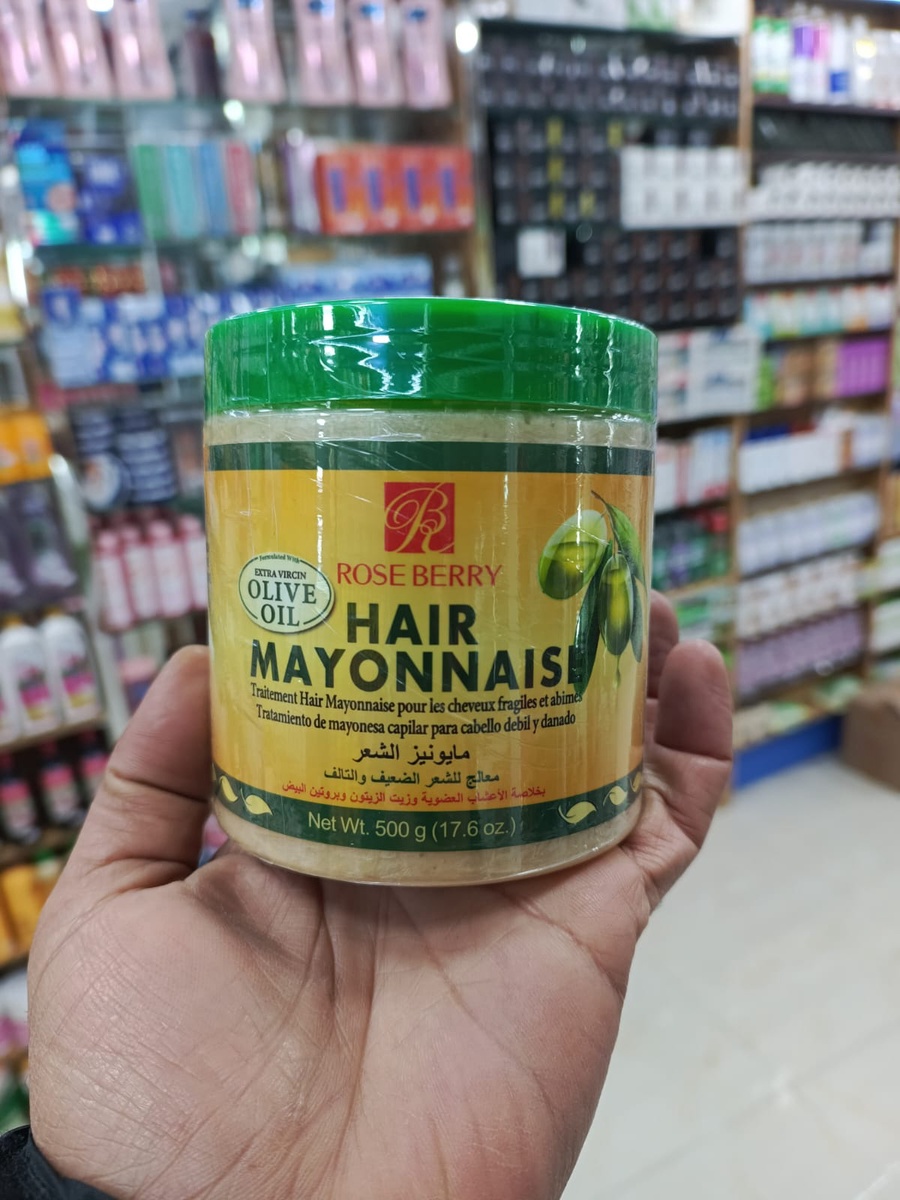 R
ROSE BERRY
Formulated With
EXTRA VIRGIN
OLIVE
OIL
HAIR
MAYONNAISE
Traitement Hair Mayonnaise pour les cheveux fragiles et abimés
Tratamiento de mayonesa capilar para cabello debil y danado
مايونيز الشعر
معالج للشعر الضعيف والتالف
بخلاصة الأعشاب العضوية وزيت الزيتون وبروتين البيض
Net Wt. 500 g (17.6 oz.)